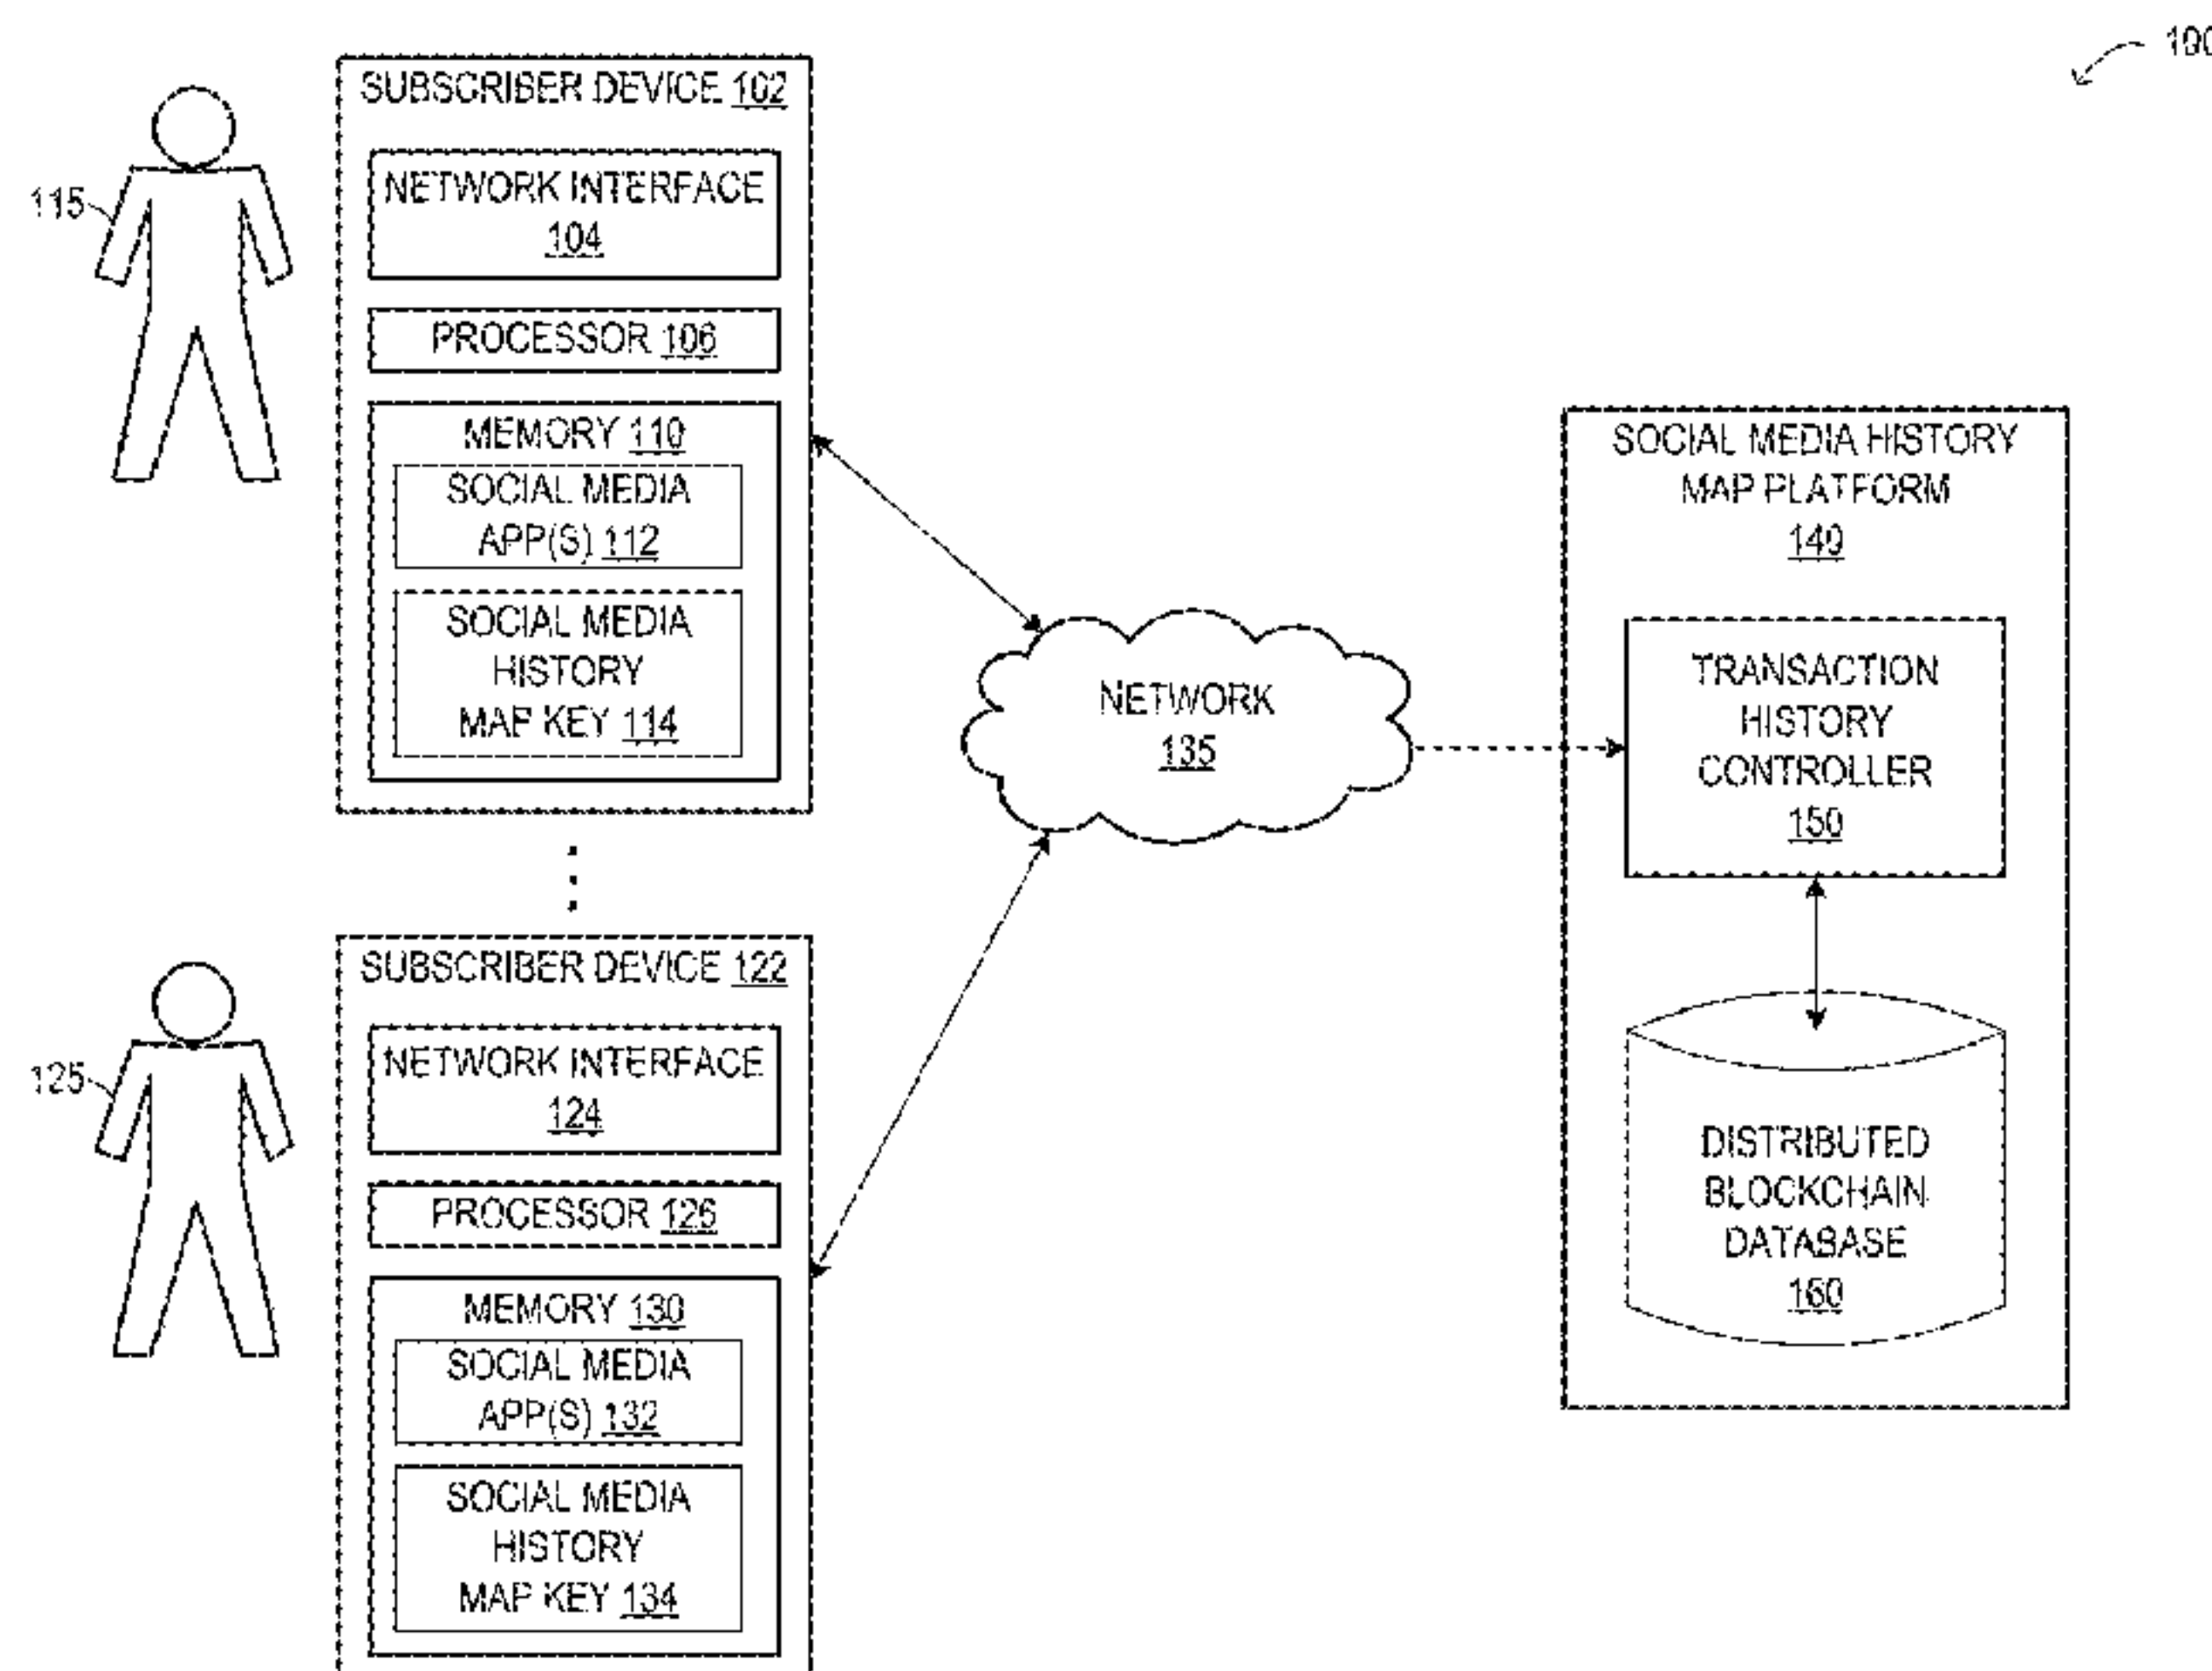 100
SUBSCRIBER DEVICE 102
NETWORK INTERFACE
104
PROCESSOR 106
MEMORY 110
SOCIAL MEDIA
APP(S) 112
SOCIAL MEDIA
HISTORY
MAP KEY 114
115
SUBSCRIBER DEVICE 122
NETWORK INTERFACE
124
PROCESSOR 126
MEMORY 130
SOCIAL MEDIA
APP(S) 132
SOCIAL MEDIA
HISTORY
MAP KEY 134
125
NETWORK
135
SOCIAL MEDIA HISTORY
MAP PLATFORM
140
TRANSACTION
HISTORY
CONTROLLER
150
DISTRIBUTED
BLOCKCHAIN
DATABASE
160